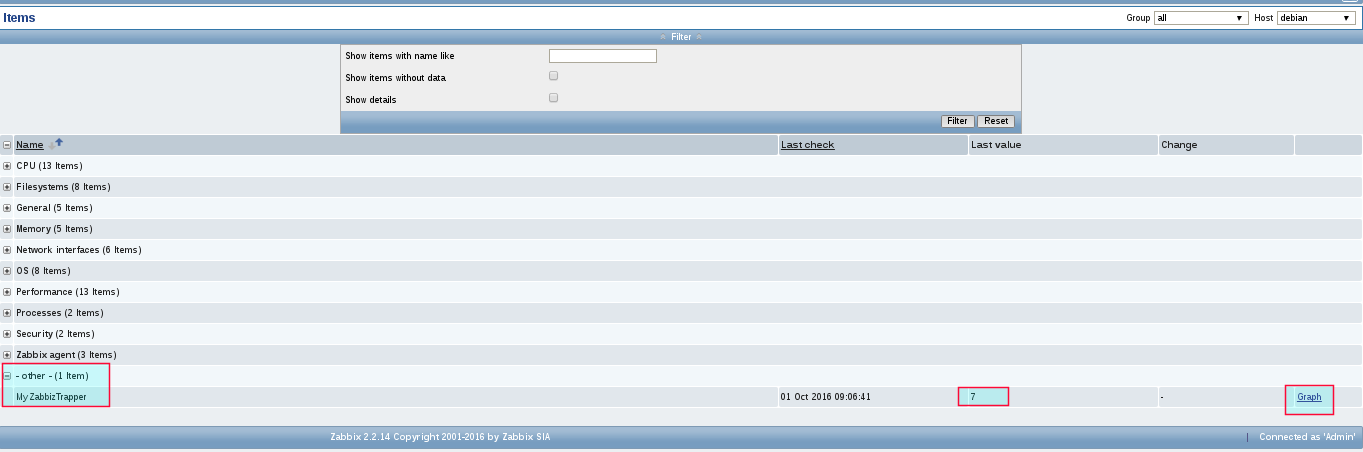 Items Group all Host debian
Filter
Show items with name like
Show items without data
Show details
Filter Reset
Name Last check Last value Change
CPU (13 Items)
Filesystems (8 Items)
General (5 Items)
Memory (5 Items)
Network interfaces (6 Items)
OS (8 Items)
Performance (13 Items)
Processes (2 Items)
Security (2 Items)
Zabbix agent (3 Items)
- other - (1 Item)
My ZabbizTrapper 01 Oct 2016 09:06:41 7 - Graph
Zabbix 2.2.14 Copyright 2001-2016 by Zabbix SIA | Connected as 'Admin'